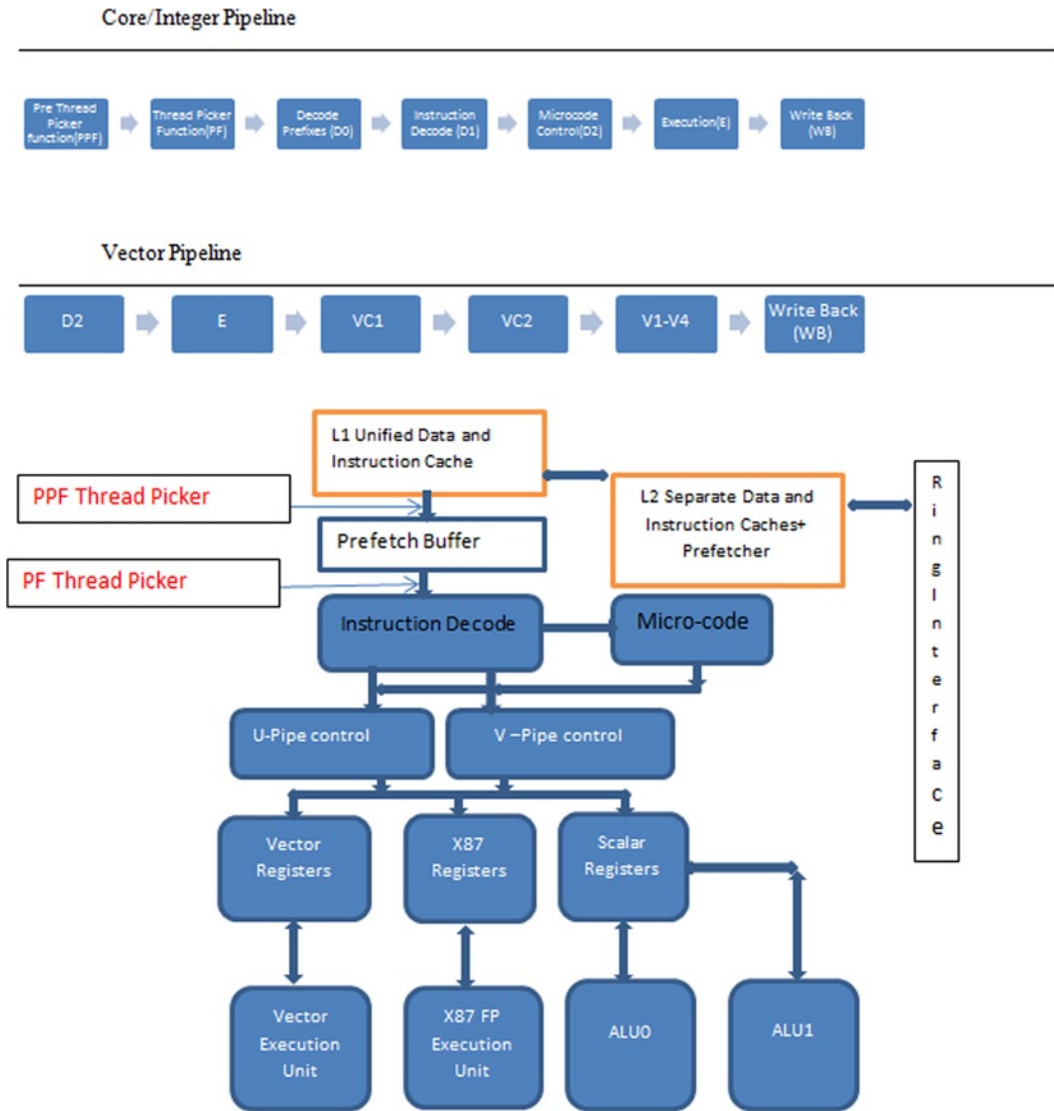 Core/Integer Pipeline
Pre Thread
Picker
function(PPF)
Thread Picker
Function(PF)
Decode
Prefixes (D0)
Instruction
Decode (D1)
Microcode
Control(D2)
Execution(E)
Write Back
(WB)
Vector Pipeline
D2
E
VC1
VC2
V1-V4
Write Back
(WB)
L1 Unified Data and
Instruction Cache
PPF Thread Picker
L2 Separate Data and
Instruction Caches+
Prefetcher
Prefetch Buffer
PF Thread Picker
Instruction Decode
Micro-code
U-Pipe control
V –Pipe control
Vector
Registers
X87
Registers
Scalar
Registers
Vector
Execution
Unit
X87 FP
Execution
Unit
ALU0
ALU1
R
i
n
g
I
n
t
e
r
f
a
c
e